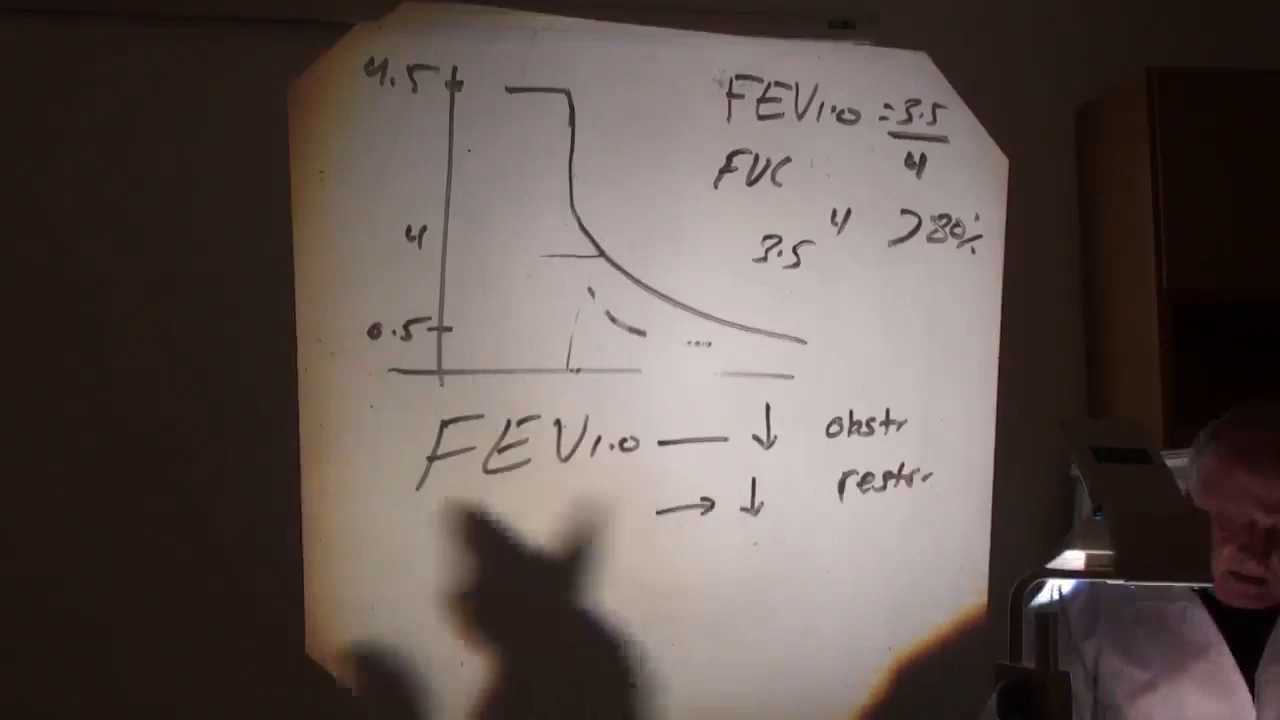 4.5
4
0.5
FEV1.0 = 3.5
FVC 4
3.5 4 >80%
FEV1.0 — ↓ obstr
→ ↓ restr.